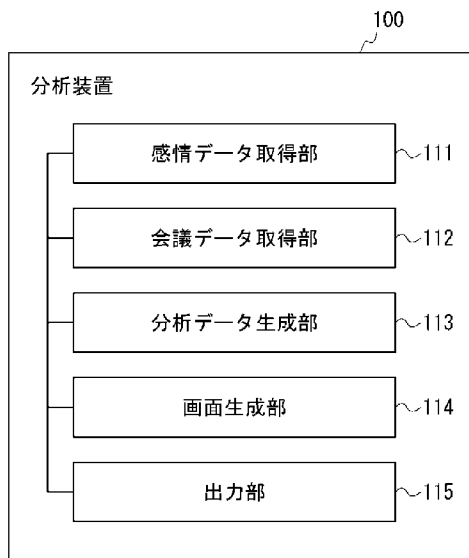 100
分析装置
感情データ取得部 111
会議データ取得部 112
分析データ生成部 113
画面生成部 114
出力部 115